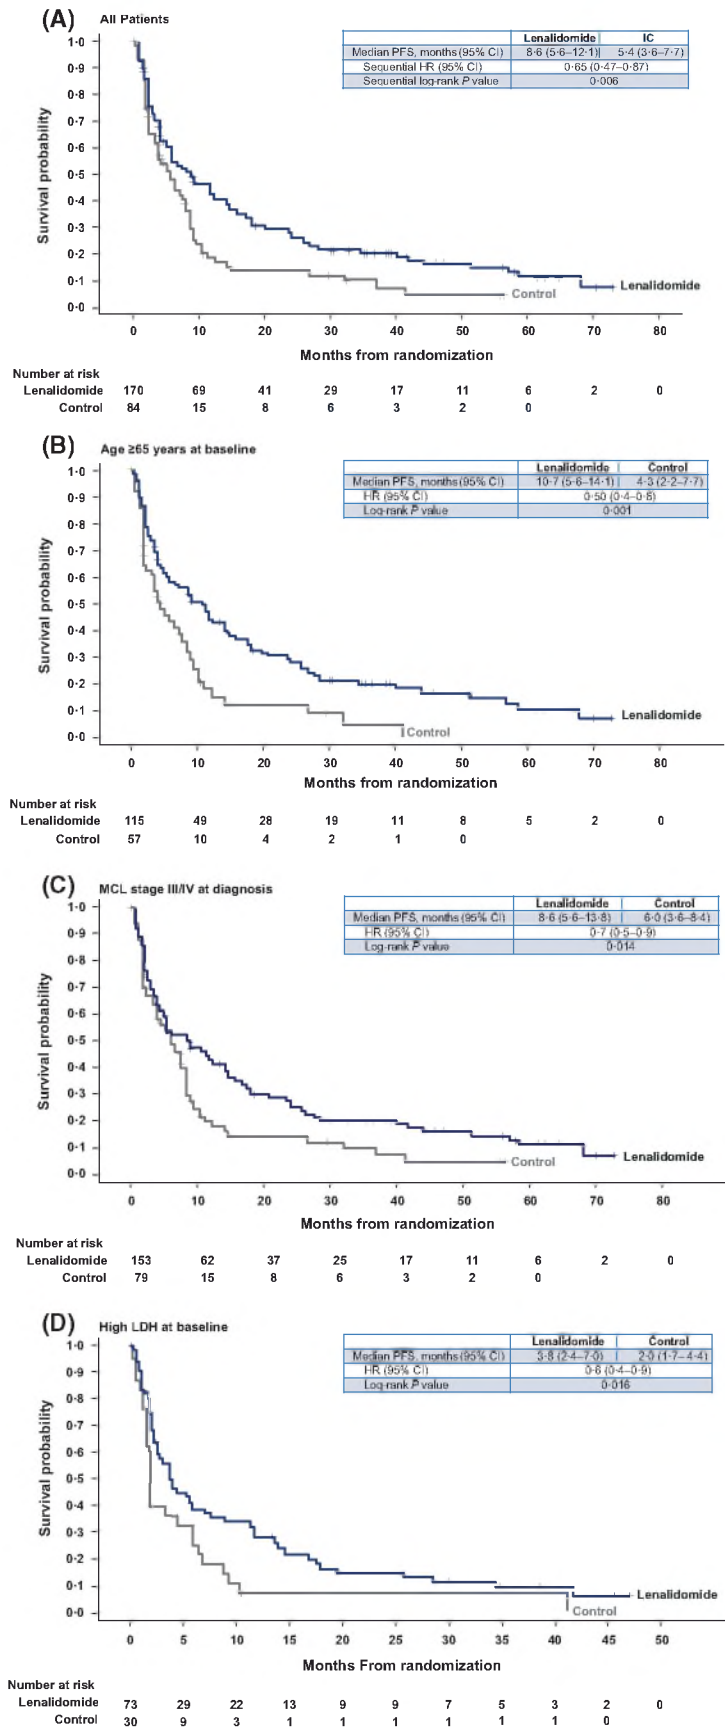 (A) All Patients
Lenalidomide IC
Median PFS, months (95% CI) 8·6 (5·6–12·1) 5·4 (3·6–7·7)
Sequential HR (95% CI) 0·65 (0·47–0·87)
Sequential log-rank P value 0·006
Survival probability
1·0
0·9
0·8
0·7
0·6
0·5
0·4
0·3
0·2
0·1
0·0
Lenalidomide
Control
0 10 20 30 40 50 60 70 80
Months from randomization
Number at risk
Lenalidomide 170 69 41 29 17 11 6 2 0
Control 84 15 8 6 3 2 0
(B) Age ≥65 years at baseline
Lenalidomide Control
Median PFS, months (95% CI) 10·7 (5·6–14·1) 4·3 (2·2–7·7)
HR (95% CI) 0·50 (0·4–0·8)
Log-rank P value 0·001
Survival probability
1·0
0·9
0·8
0·7
0·6
0·5
0·4
0·3
0·2
0·1
0·0
Lenalidomide
Control
0 10 20 30 40 50 60 70 80
Months from randomization
Number at risk
Lenalidomide 115 49 28 19 11 8 5 2 0
Control 57 10 4 2 1 0
(C) MCL stage III/IV at diagnosis
Lenalidomide Control
Median PFS, months (95% CI) 8·6 (5·6–13·8) 6·0 (3·6–8·4)
HR (95% CI) 0·7 (0·5–0·9)
Log-rank P value 0·014
Survival probability
1·0
0·9
0·8
0·7
0·6
0·5
0·4
0·3
0·2
0·1
0·0
Lenalidomide
Control
0 10 20 30 40 50 60 70 80
Months from randomization
Number at risk
Lenalidomide 153 62 37 25 17 11 6 2 0
Control 79 15 8 6 3 2 0
(D) High LDH at baseline
Lenalidomide Control
Median PFS, months (95% CI) 3·8 (2·4–7·0) 2·0 (1·7–4·4)
HR (95% CI) 0·6 (0·4–0·9)
Log-rank P value 0·016
Survival probability
1·0
0·9
0·8
0·7
0·6
0·5
0·4
0·3
0·2
0·1
0·0
Lenalidomide
Control
0 5 10 15 20 25 30 35 40 45 50
Months From randomization
Number at risk
Lenalidomide 73 29 22 13 9 9 7 5 3 2 0
Control 30 9 3 1 1 1 1 1 1 0